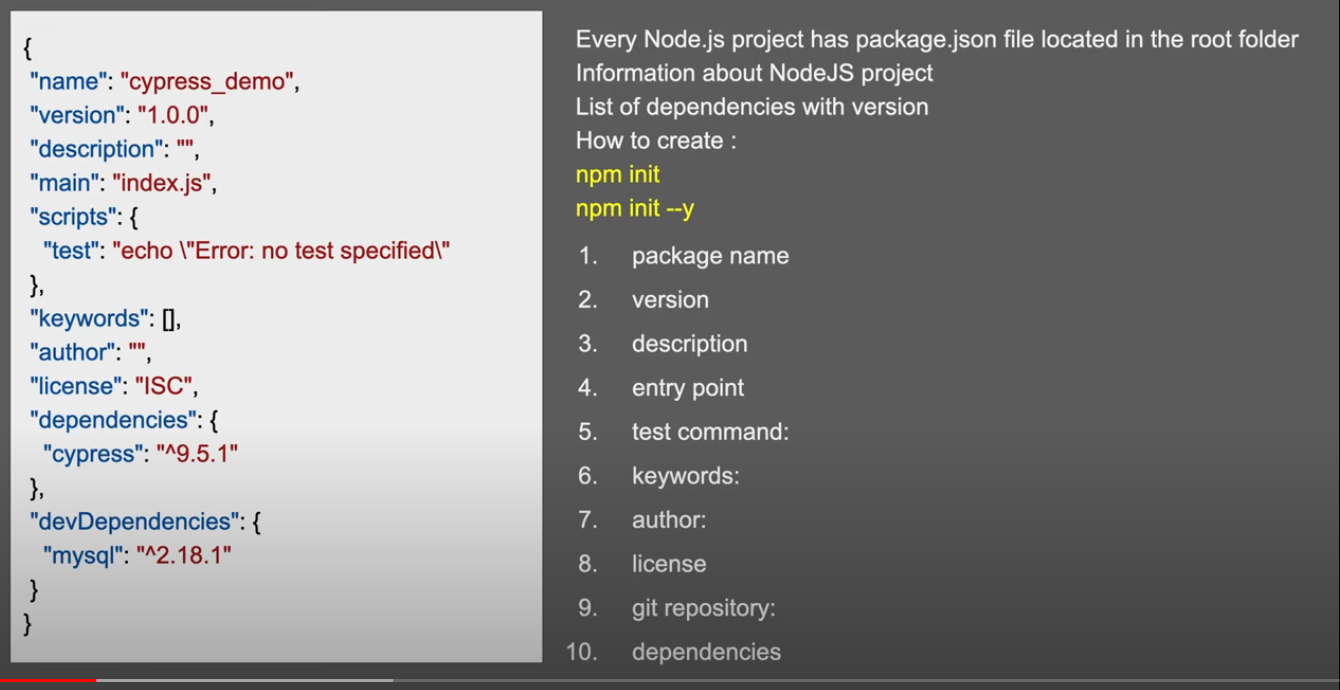 {
"name": "cypress_demo",
"version": "1.0.0",
"description": "",
"main": "index.js",
"scripts": {
"test": "echo \"Error: no test specified\"
},
"keywords": [],
"author": "",
"license": "ISC",
"dependencies": {
"cypress": "^9.5.1"
},
"devDependencies": {
"mysql": "^2.18.1"
}
}
Every Node.js project has package.json file located in the root folder
Information about NodeJS project
List of dependencies with version
How to create :
npm init
npm init --y
1. package name
2. version
3. description
4. entry point
5. test command:
6. keywords:
7. author:
8. license
9. git repository:
10. dependencies